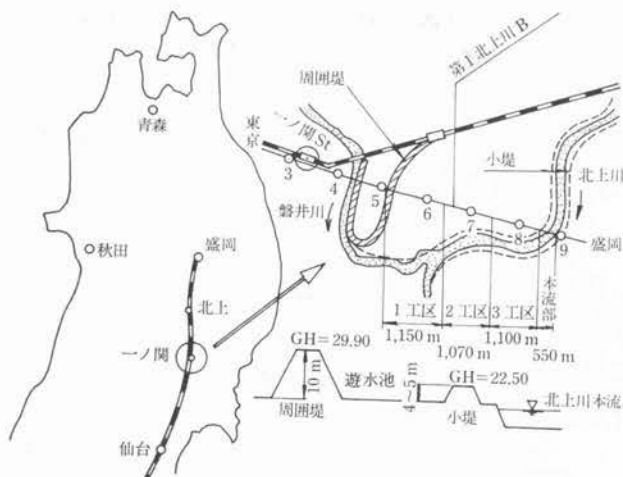 青森
秋田
盛岡
北上
一ノ関
仙台
東京
一ノ関St
周囲堤
第1北上川B
小堤
北上川
磐井川
3
4
5
6
7
8
9
盛岡
1工区
2工区
3工区
本流部
1,150 m
1,070 m
1,100 m
550 m
GH=29.90
10 m
周囲堤
遊水池
4~5 m
GH=22.50
小堤
北上川本流